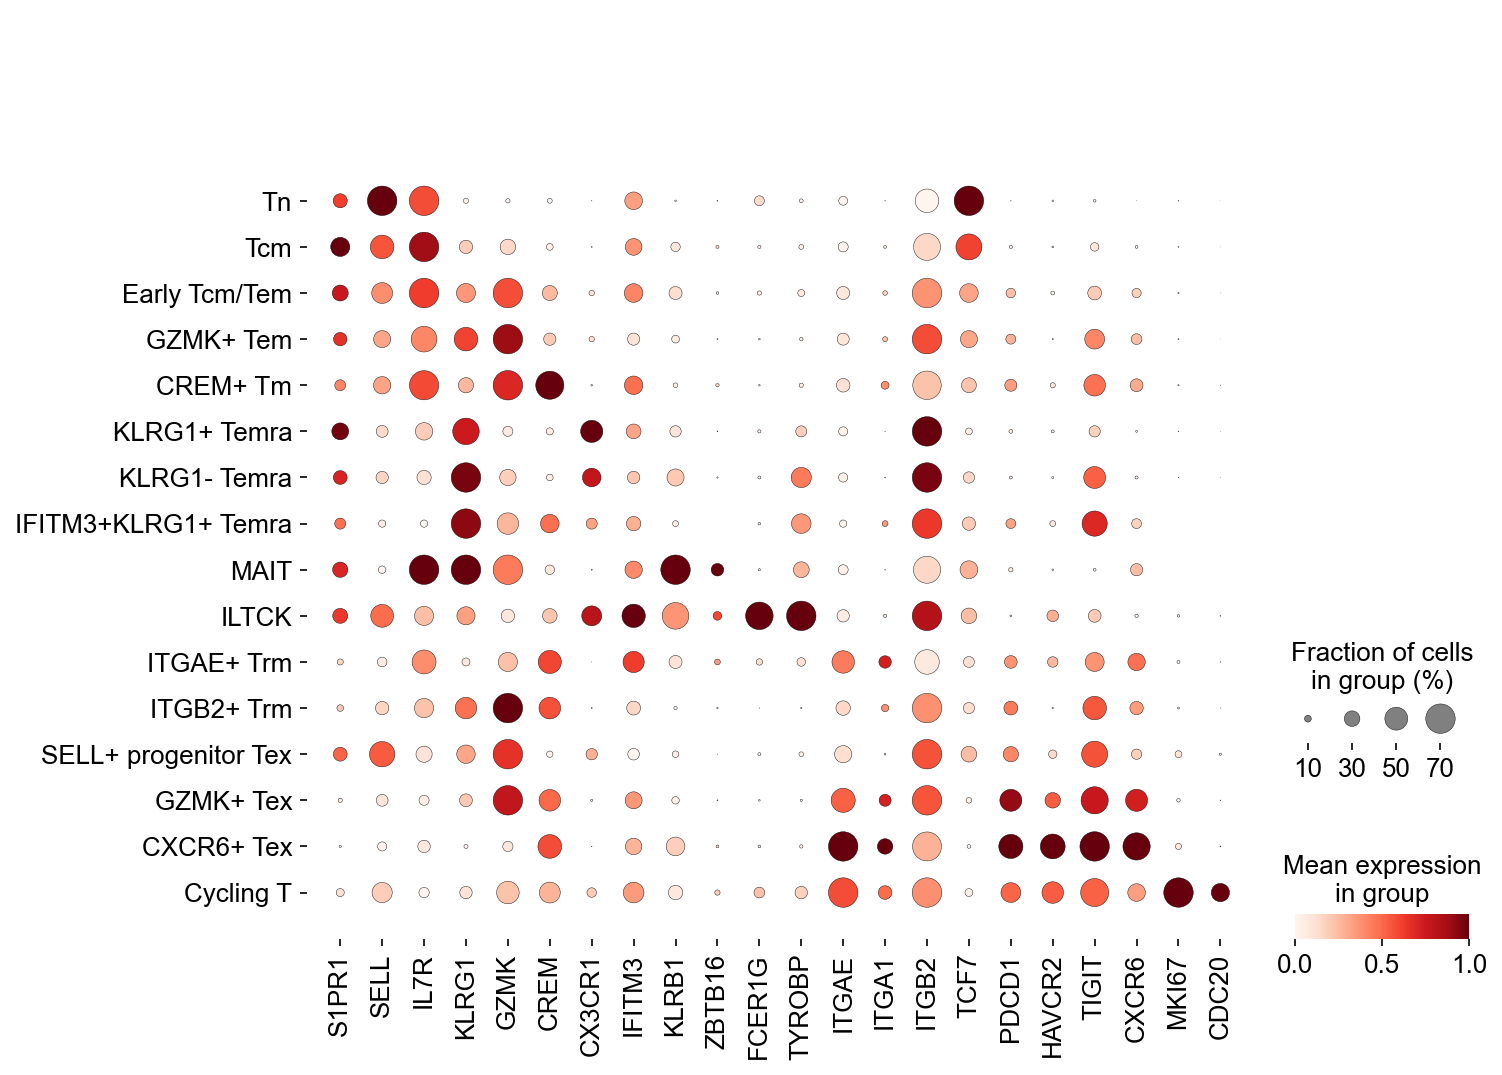 Tn
Tcm
Early Tcm/Tem
GZMK+ Tem
CREM+ Tm
KLRG1+ Temra
KLRG1- Temra
IFITM3+KLRG1+ Temra
MAIT
ILTCK
ITGAE+ Trm
ITGB2+ Trm
SELL+ progenitor Tex
GZMK+ Tex
CXCR6+ Tex
Cycling T
S1PR1
SELL
IL7R
KLRG1
GZMK
CREM
CX3CR1
IFITM3
KLRB1
ZBTB16
FCER1G
TYROBP
ITGAE
ITGA1
ITGB2
TCF7
PDCD1
HAVCR2
TIGIT
CXCR6
MKI67
CDC20
Fraction of cells
in group (%)
10 30 50 70
Mean expression
in group
0.0 0.5 1.0